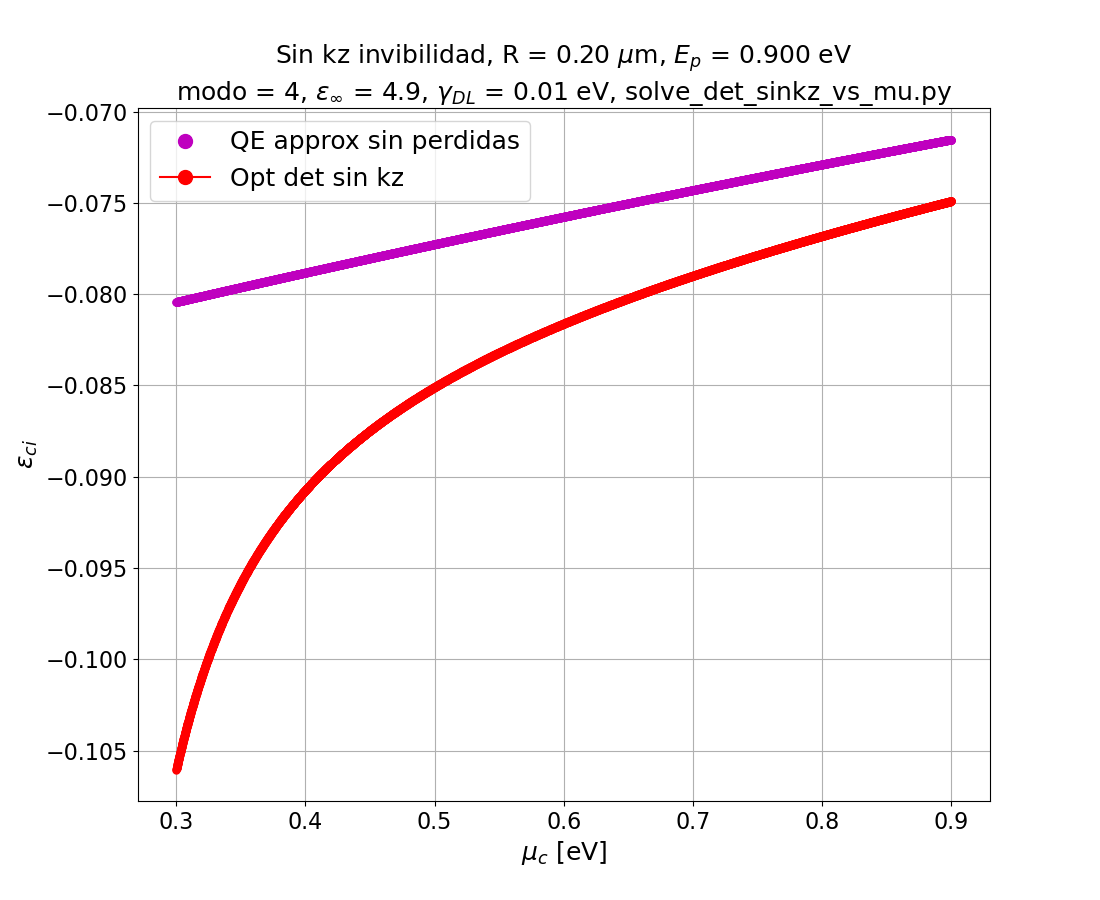 Sin kz invibilidad, R = 0.20 μm, E_p = 0.900 eV
modo = 4, ε_∞ = 4.9, γ_DL = 0.01 eV, solve_det_sinkz_vs_mu.py
QE approx sin perdidas
Opt det sin kz
−0.070
−0.075
−0.080
−0.085
−0.090
−0.095
−0.100
−0.105
ε_ci
0.3 0.4 0.5 0.6 0.7 0.8 0.9
μ_c [eV]